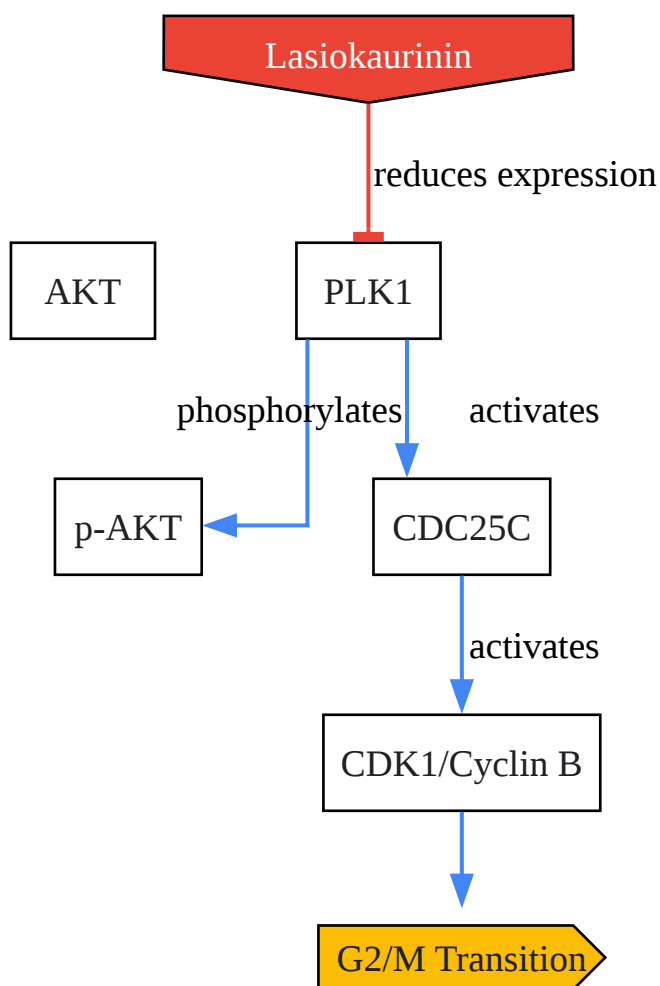 Lasiokaurinin
reduces expression
AKT
PLK1
phosphorylates
activates
p-AKT
CDC25C
activates
CDK1/Cyclin B
G2/M Transition